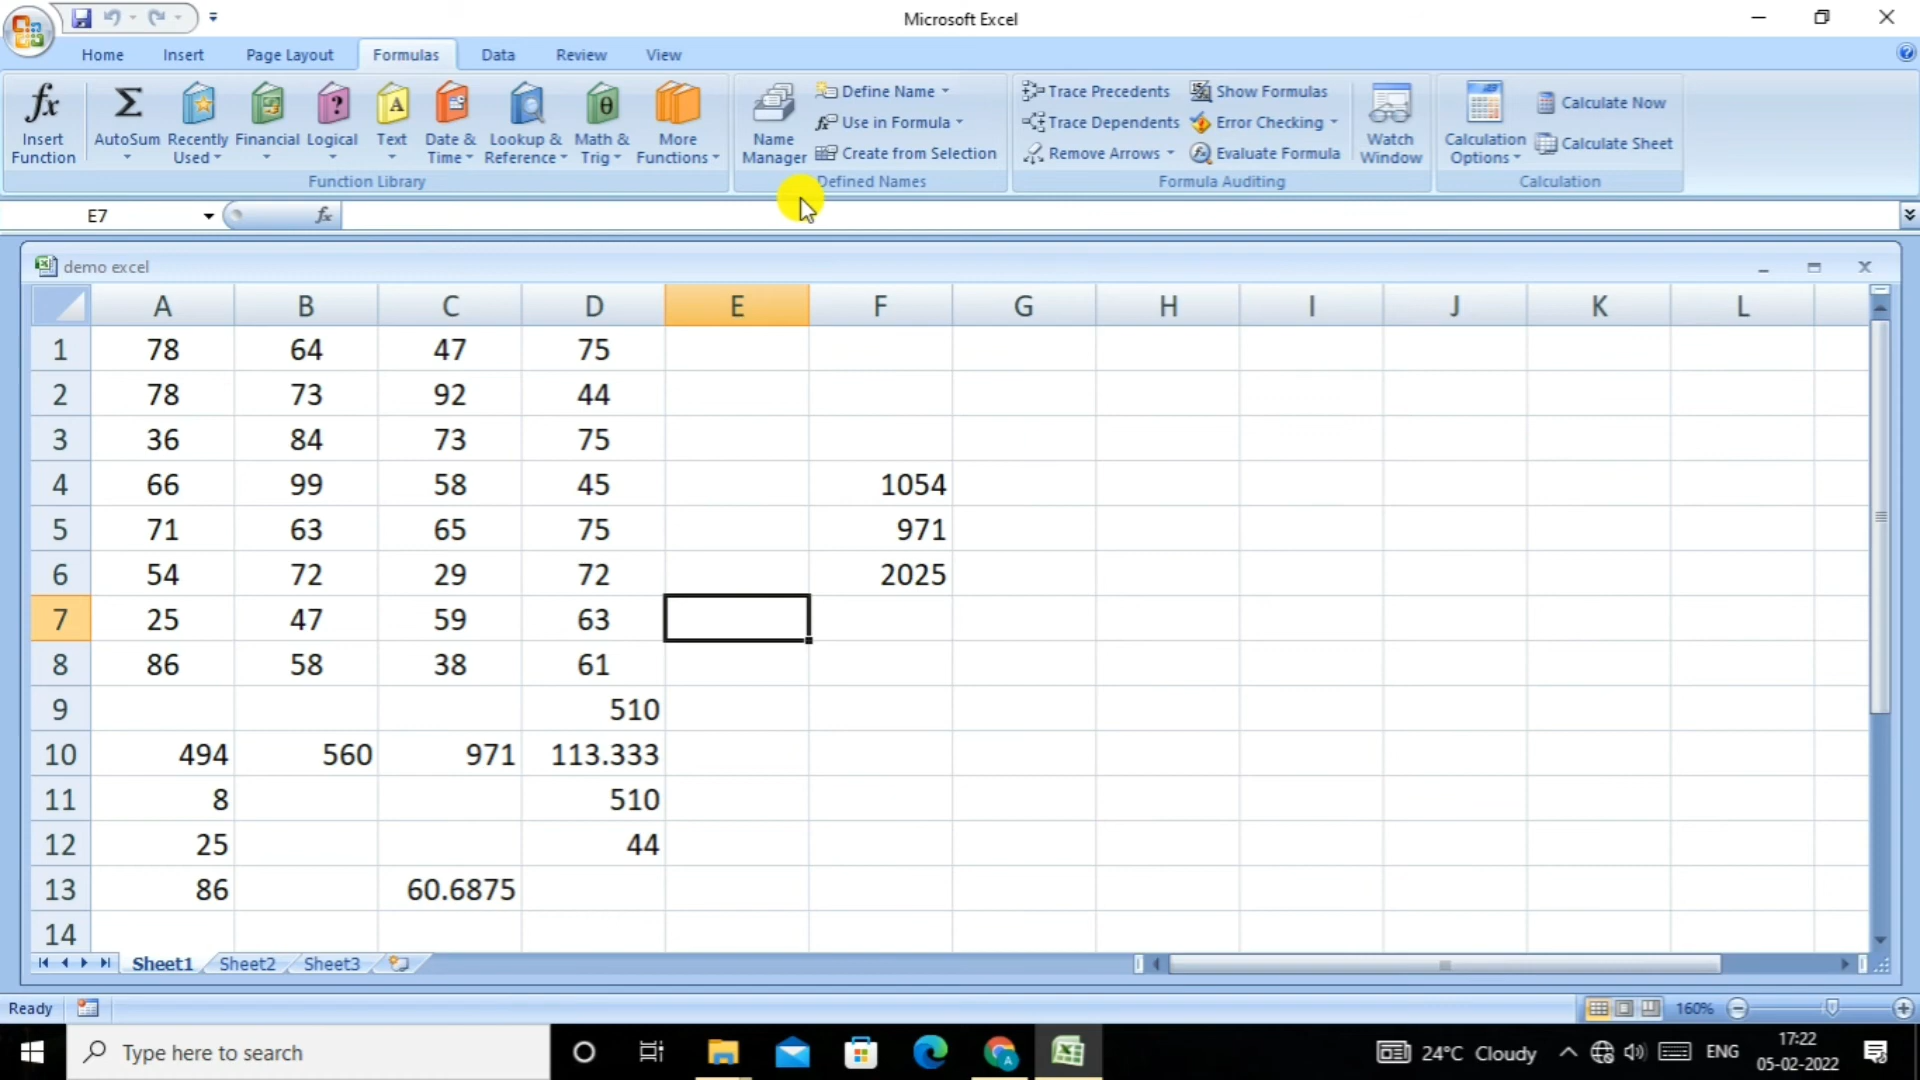 Microsoft Excel
Home Insert Page Layout Formulas Data Review View
fx Insert Function
Σ AutoSum
Recently Used
Financial
Logical
Text
Date & Time
Lookup & Reference
Math & Trig
More Functions
Function Library
Name Manager
Define Name
Use in Formula
Create from Selection
Defined Names
Trace Precedents
Trace Dependents
Remove Arrows
Show Formulas
Error Checking
Evaluate Formula
Watch Window
Formula Auditing
Calculation Options
Calculate Now
Calculate Sheet
Calculation
E7 fx
demo excel
A B C D E F G H I J K L
1 78 64 47 75
2 78 73 92 44
3 36 84 73 75
4 66 99 58 45 1054
5 71 63 65 75 971
6 54 72 29 72 2025
7 25 47 59 63
8 86 58 38 61
9 510
10 494 560 971 113.333
11 8 510
12 25 44
13 86 60.6875
14
Sheet1 Sheet2 Sheet3
Ready 160%
Type here to search
24°C Cloudy ENG 17:22
05-02-2022